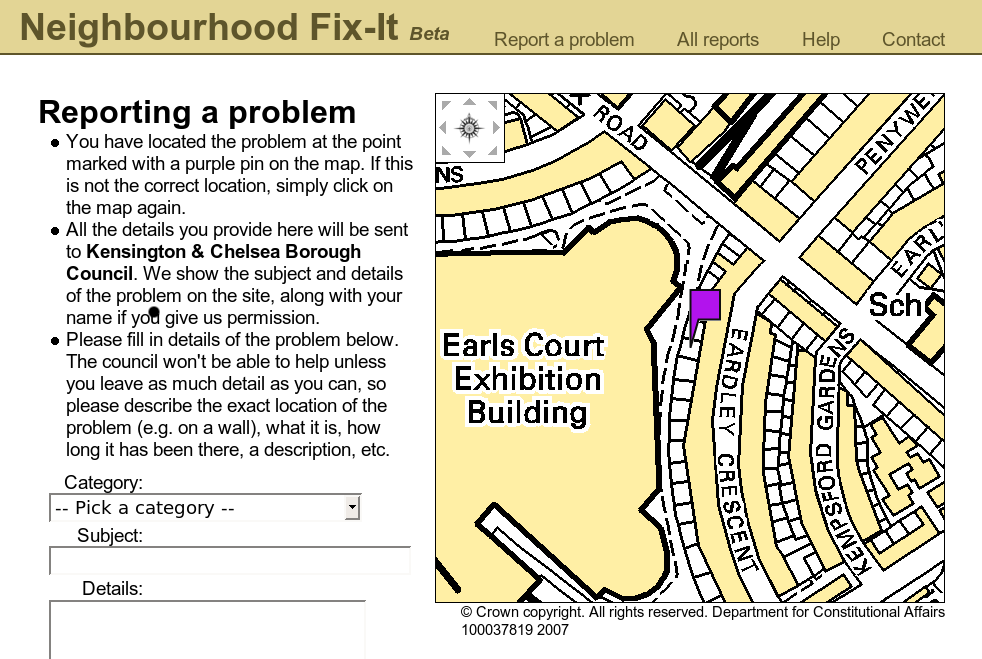 Neighbourhood Fix-It Beta
Report a problem All reports Help Contact
Reporting a problem
You have located the problem at the point
marked with a purple pin on the map. If this
is not the correct location, simply click on
the map again.
All the details you provide here will be sent
to Kensington & Chelsea Borough
Council. We show the subject and details
of the problem on the site, along with your
name if you give us permission.
Please fill in details of the problem below.
The council won't be able to help unless
you leave as much detail as you can, so
please describe the exact location of the
problem (e.g. on a wall), what it is, how
long it has been there, a description, etc.
Category:
-- Pick a category --
Subject:
Details:
NS
ROAD
PENYWE
EARL
Sch
Earls Court
Exhibition
Building
EARDLEY CRESCENT
KEMPSFORD GARDENS
© Crown copyright. All rights reserved. Department for Constitutional Affairs
100037819 2007